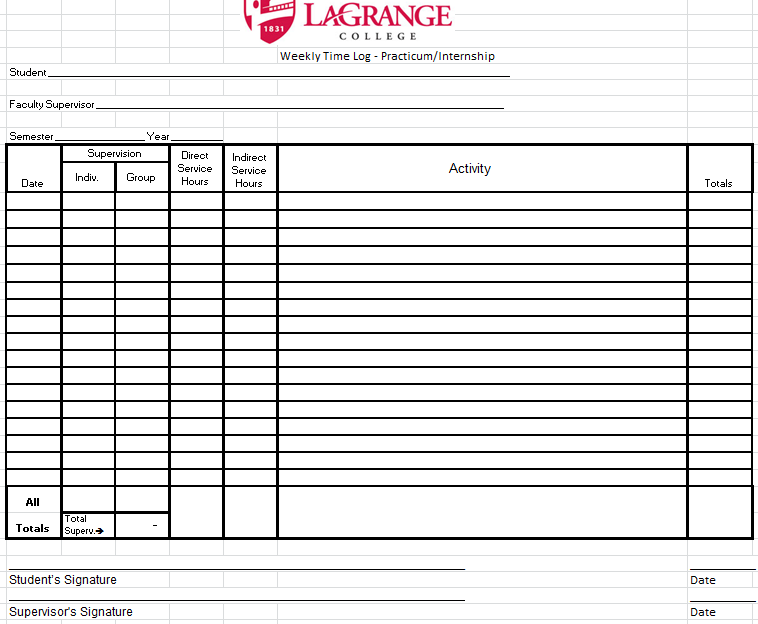 1831
LAGRANGE
COLLEGE
Weekly Time Log - Practicum/Internship
Student
Faculty Supervisor
Semester Year
Date
Supervision
Indiv.
Group
Direct
Service
Hours
Indirect
Service
Hours
Activity
Totals
All
Totals
Total
Superv.➔
-
Student's Signature
Date
Supervisor's Signature
Date